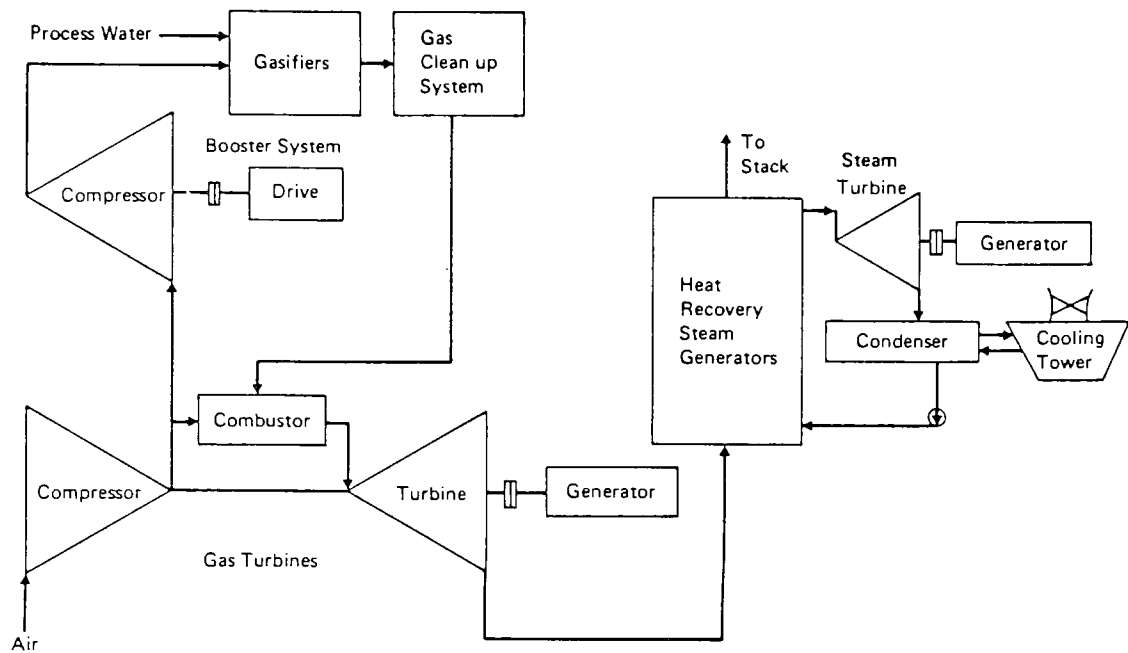 Process Water
Gasifiers
Gas
Clean up
System
Booster System
Compressor
Drive
To
Stack
Steam
Turbine
Generator
Heat
Recovery
Steam
Generators
Condenser
Cooling
Tower
Combustor
Compressor
Turbine
Generator
Gas Turbines
Air